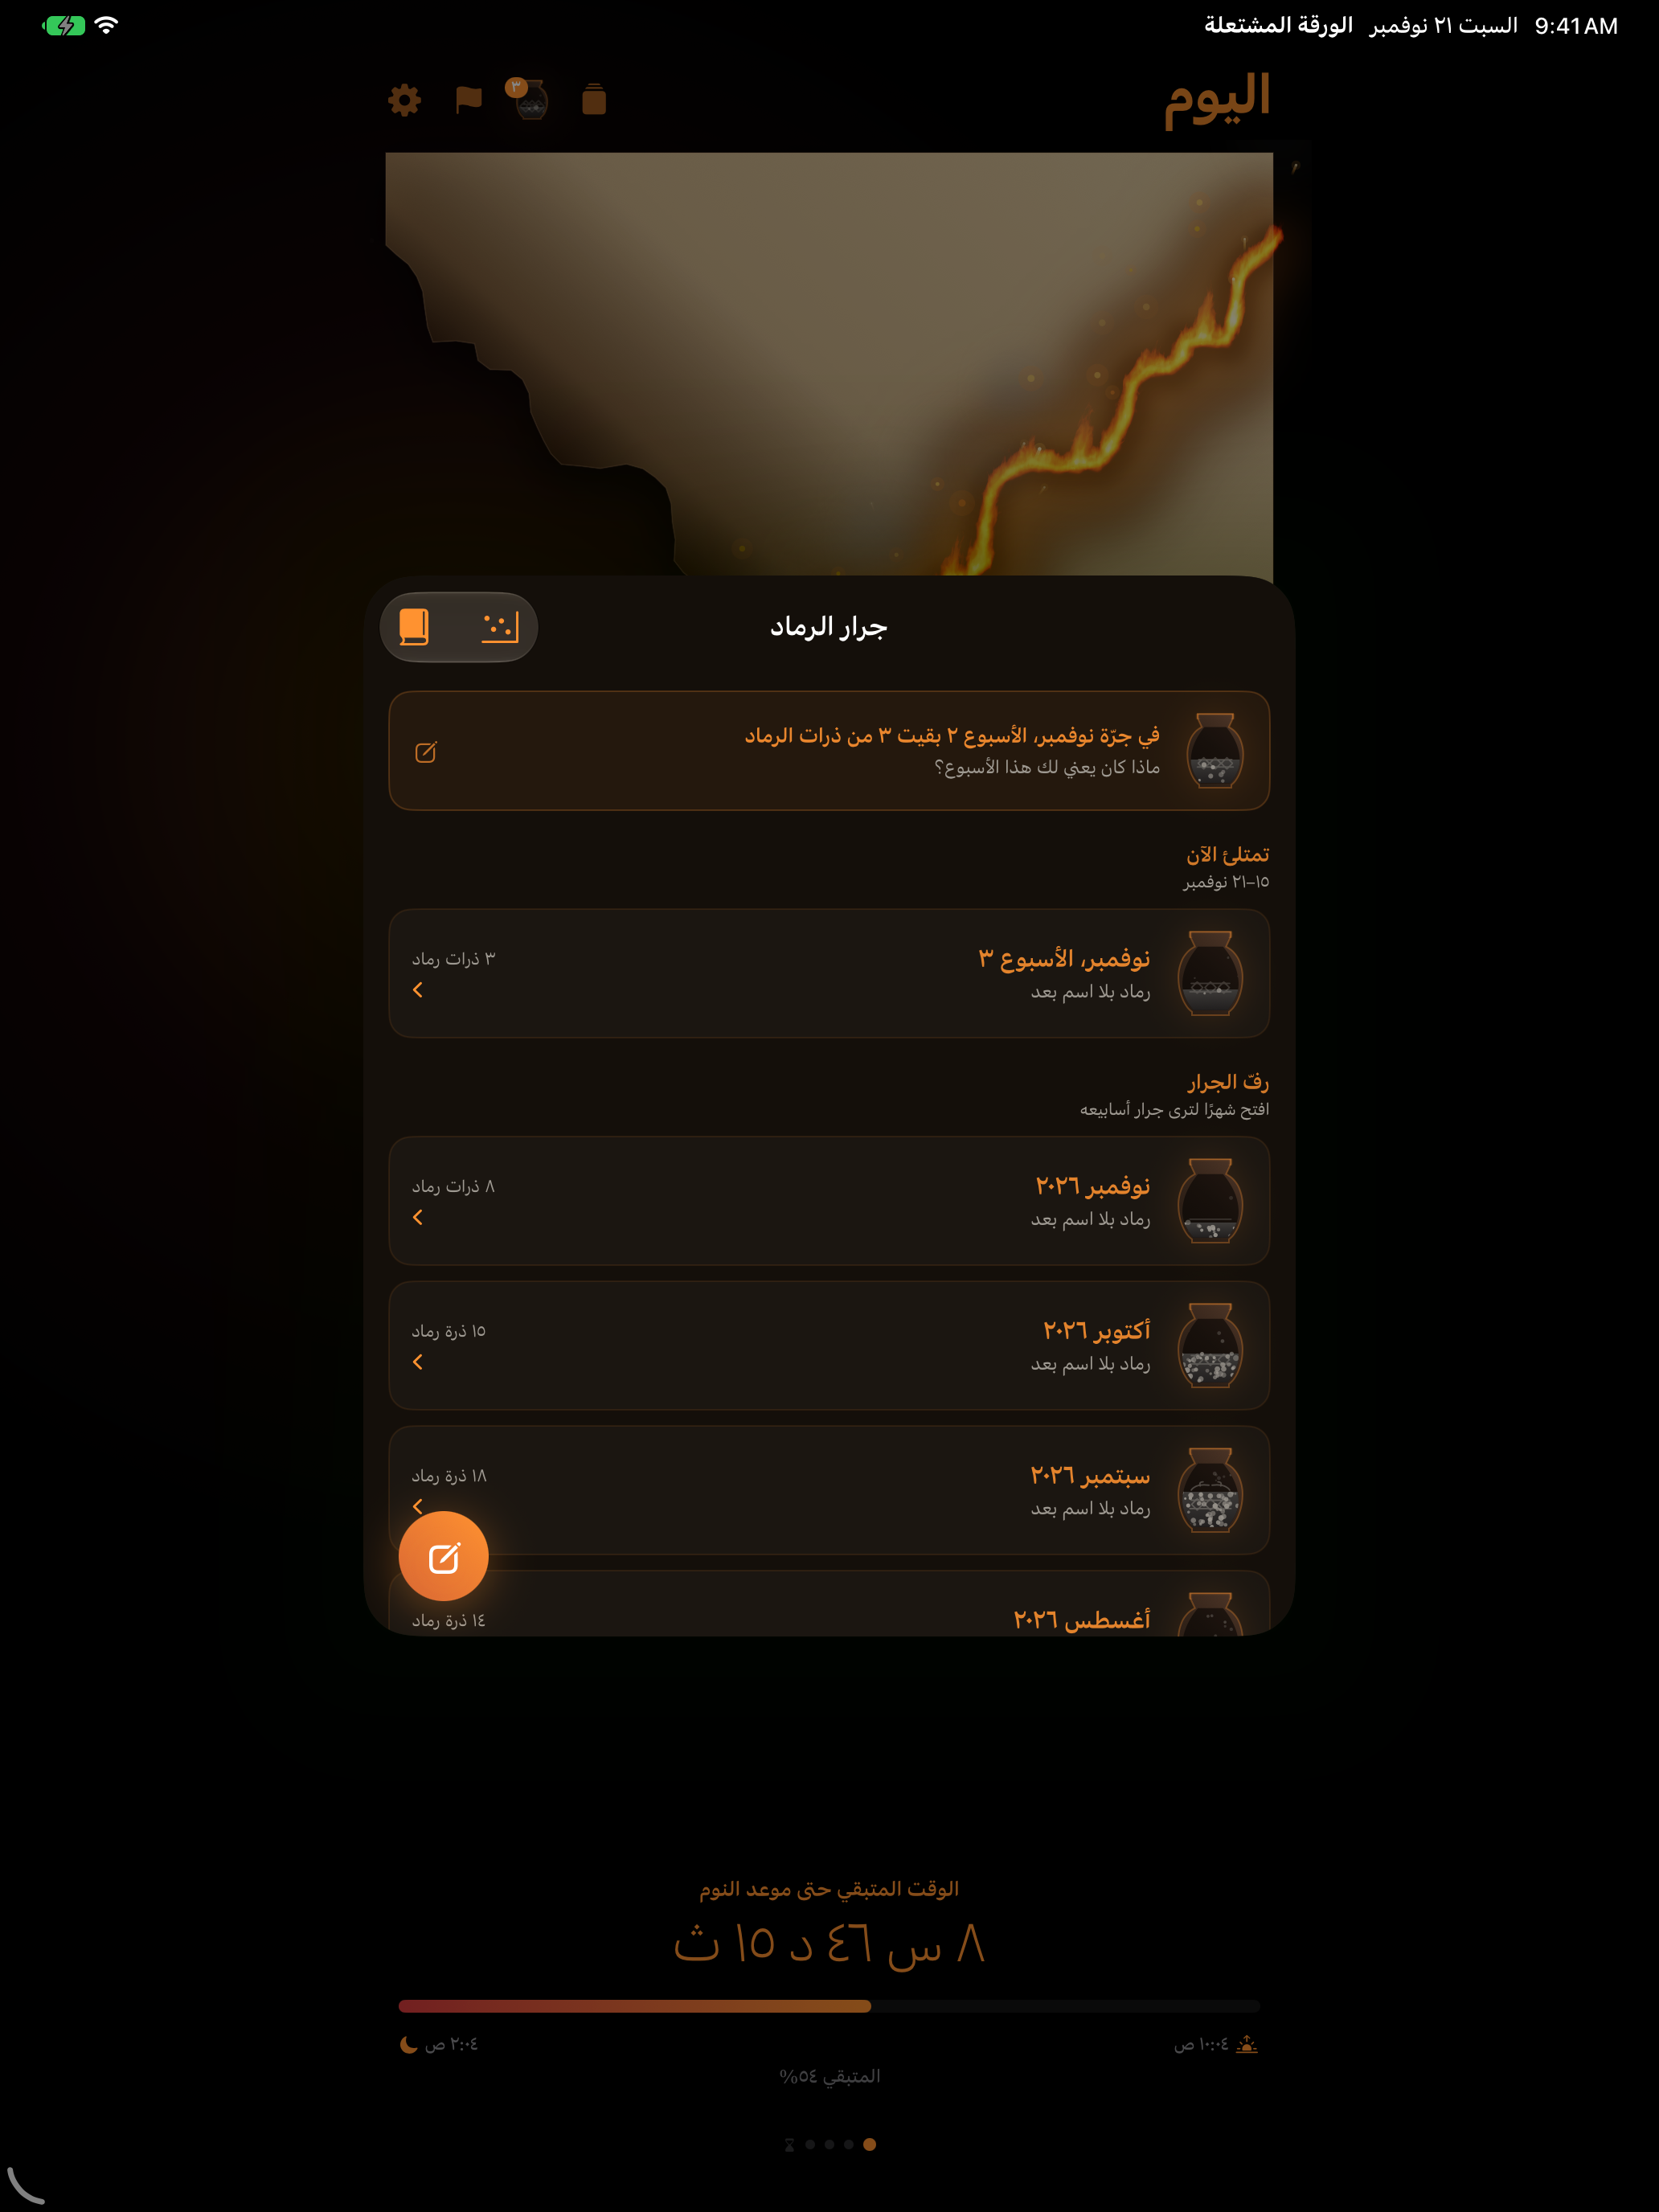 9:41 AM السبت ٢١ نوفمبر الورقة المشتعلة
اليوم
٣
جرار الرماد
في جرّة نوفمبر، الأسبوع ٢ بقيت ٣ من ذرات الرماد
ماذا كان يعني لك هذا الأسبوع؟
تمتلئ الآن
١٥–٢١ نوفمبر
نوفمبر، الأسبوع ٣
٣ ذرات رماد
رماد بلا اسم بعد
رفّ الجرار
افتح شهرًا لترى جرار أسابيعه
نوفمبر ٢٠٢٦
٨ ذرات رماد
رماد بلا اسم بعد
أكتوبر ٢٠٢٦
١٥ ذرة رماد
رماد بلا اسم بعد
سبتمبر ٢٠٢٦
١٨ ذرة رماد
رماد بلا اسم بعد
أغسطس ٢٠٢٦
١٤ ذرة رماد
الوقت المتبقي حتى موعد النوم
٨ س ٤٦ د ١٥ ث
١٠:٠٤ ص
٢:٠٤ ص
المتبقي ٥٤%